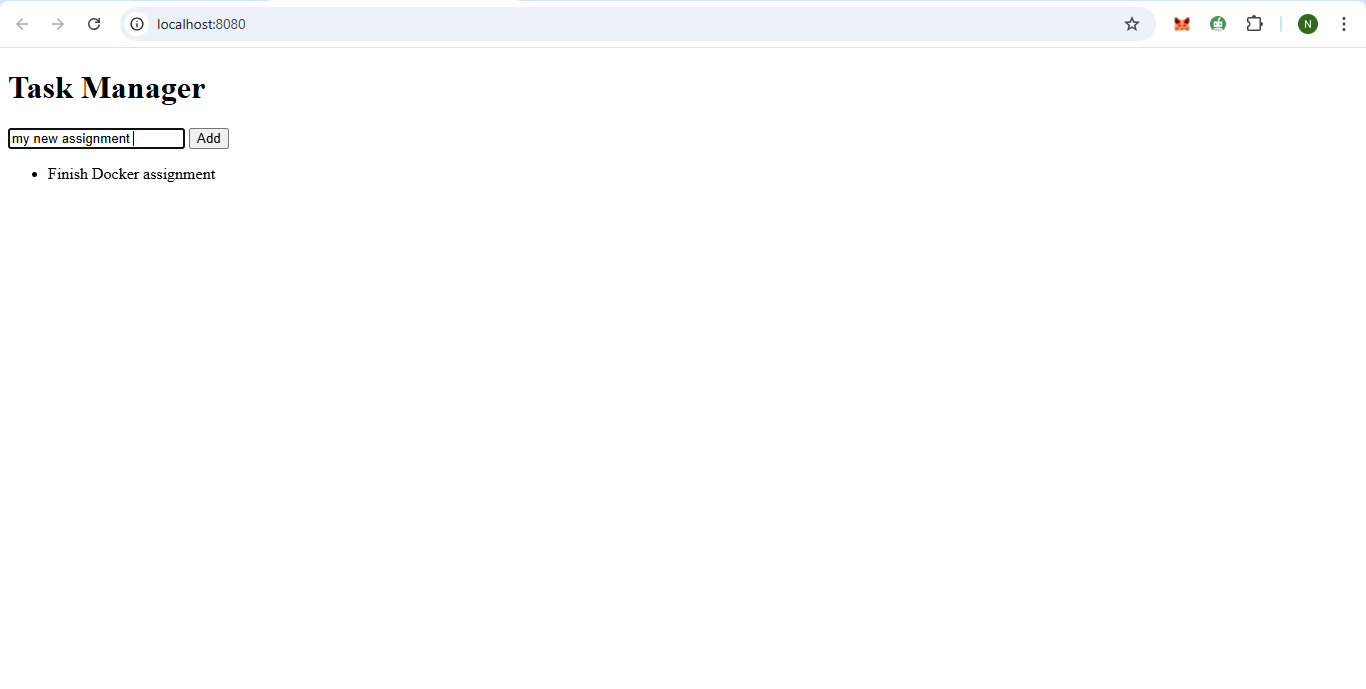 localhost:8080
N
Task Manager
my new assignment Add
Finish Docker assignment